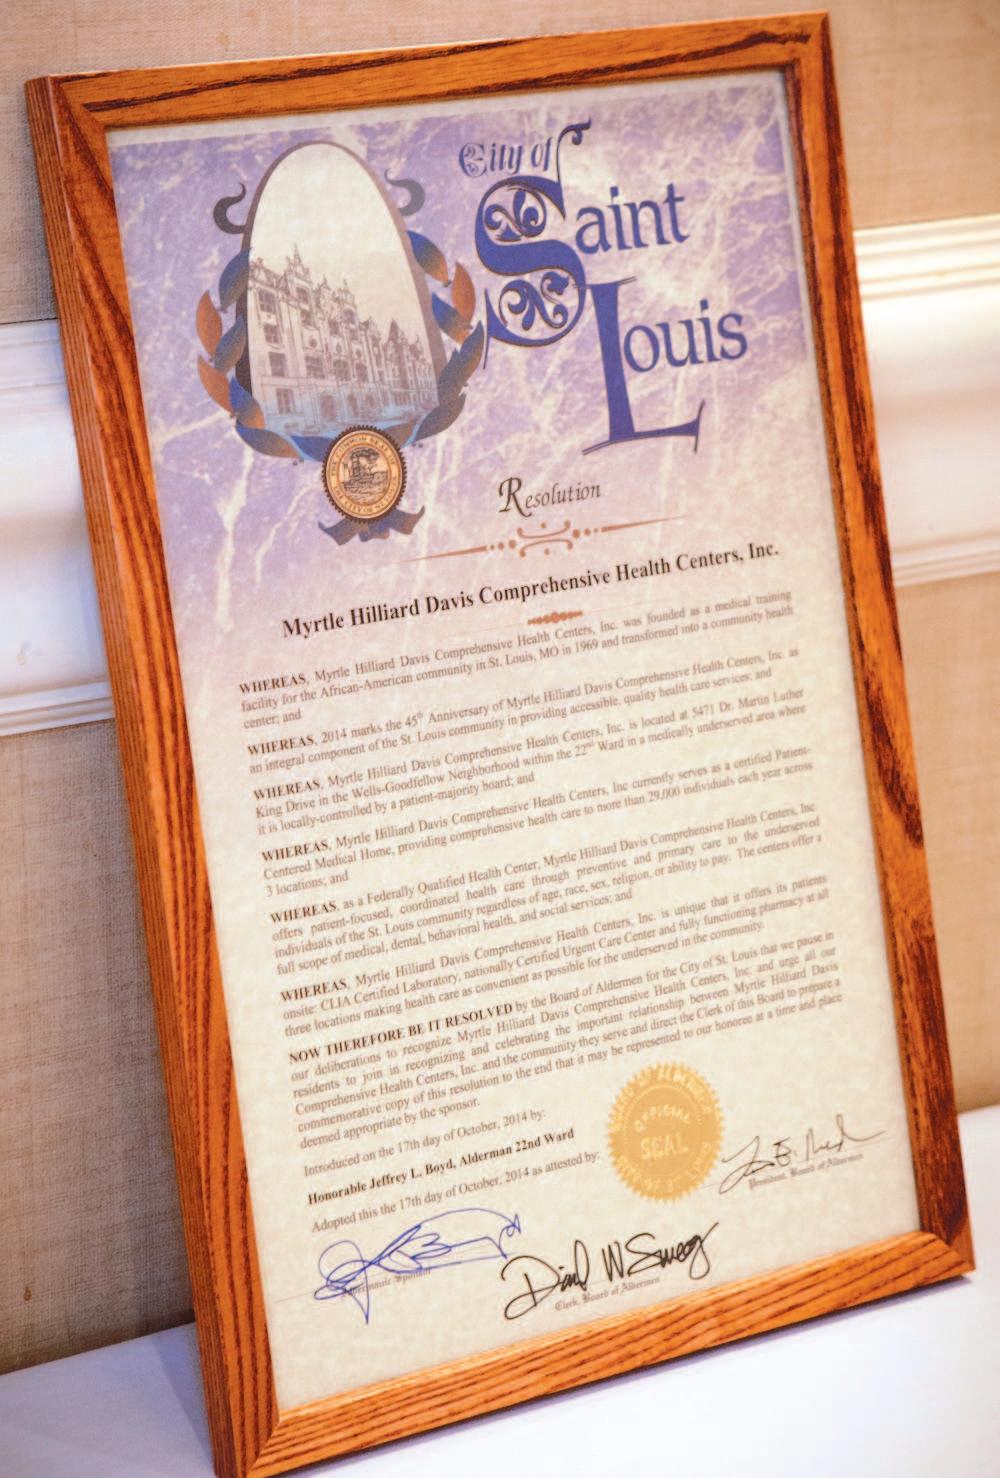 City of
Saint
Louis
Resolution
Myrtle Hilliard Davis Comprehensive Health Centers, Inc.
WHEREAS, Myrtle Hilliard Davis Comprehensive Health Centers, Inc. was founded as a medical training
facility for the African-American community in St. Louis, MO in 1969 and transformed into a community health
center; and
WHEREAS, 2014 marks the 45th Anniversary of Myrtle Hilliard Davis Comprehensive Health Centers, Inc. as
an integral component of the St. Louis community in providing accessible, quality health care services; and
WHEREAS, Myrtle Hilliard Davis Comprehensive Health Centers, Inc. is located at 5471 Dr. Martin Luther
King Drive in the Wells-Goodfellow Neighborhood within the 22nd Ward in a medically underserved area where
it is locally-controlled by a patient-majority board; and
WHEREAS, Myrtle Hilliard Davis Comprehensive Health Centers, Inc currently serves as a certified Patient-
Centered Medical Home, providing comprehensive health care to more than 29,000 individuals each year across
3 locations; and
WHEREAS, as a Federally Qualified Health Center, Myrtle Hilliard Davis Comprehensive Health Centers, Inc.
offers patient-focused, coordinated health care through preventive and primary care to the underserved
individuals of the St. Louis community regardless of age, race, sex, religion, or ability to pay. The centers offer a
full scope of medical, dental, behavioral health, and social services; and
WHEREAS, Myrtle Hilliard Davis Comprehensive Health Centers, Inc. is unique that it offers its patients
onsite: CLIA Certified Laboratory, nationally Certified Urgent Care Center and fully functioning pharmacy at all
three locations making health care as convenient as possible for the underserved in the community.
NOW THEREFORE BE IT RESOLVED by the Board of Aldermen for the City of St. Louis that we pause in
our deliberations to recognize Myrtle Hilliard Davis Comprehensive Health Centers, Inc. and urge all our
residents to join in recognizing and celebrating the important relationship between Myrtle Hilliard Davis
Comprehensive Health Centers, Inc. and the community they serve and direct the Clerk of this Board to prepare a
commemorative copy of this resolution to the end that it may be represented to our honoree at a time and place
deemed appropriate by the sponsor.
Introduced on the 17th day of October, 2014 by:
Honorable Jeffrey L. Boyd, Alderman 22nd Ward
Adopted this the 17th day of October, 2014 as attested by:
OFFICIAL
SEAL
President, Board of Aldermen
Sponsor
Clerk, Board of Aldermen